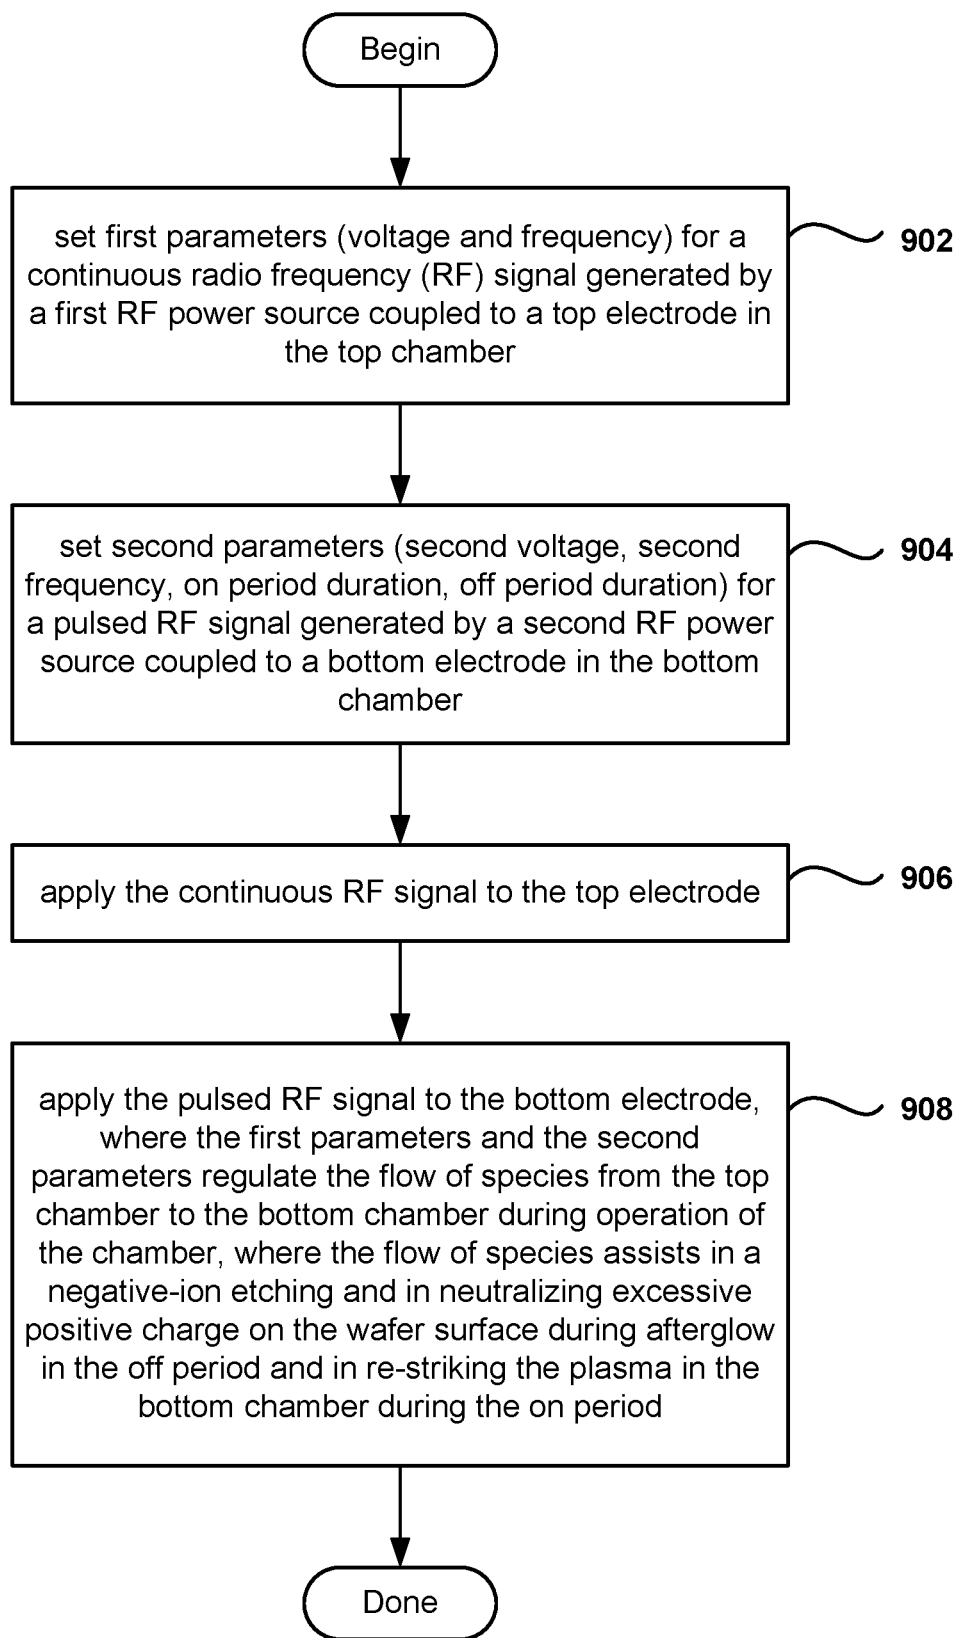 Begin
set first parameters (voltage and frequency) for a
continuous radio frequency (RF) signal generated by
a first RF power source coupled to a top electrode in
the top chamber
902
set second parameters (second voltage, second
frequency, on period duration, off period duration) for
a pulsed RF signal generated by a second RF power
source coupled to a bottom electrode in the bottom
chamber
904
apply the continuous RF signal to the top electrode
906
apply the pulsed RF signal to the bottom electrode,
where the first parameters and the second
parameters regulate the flow of species from the top
chamber to the bottom chamber during operation of
the chamber, where the flow of species assists in a
negative-ion etching and in neutralizing excessive
positive charge on the wafer surface during afterglow
in the off period and in re-striking the plasma in the
bottom chamber during the on period
908
Done